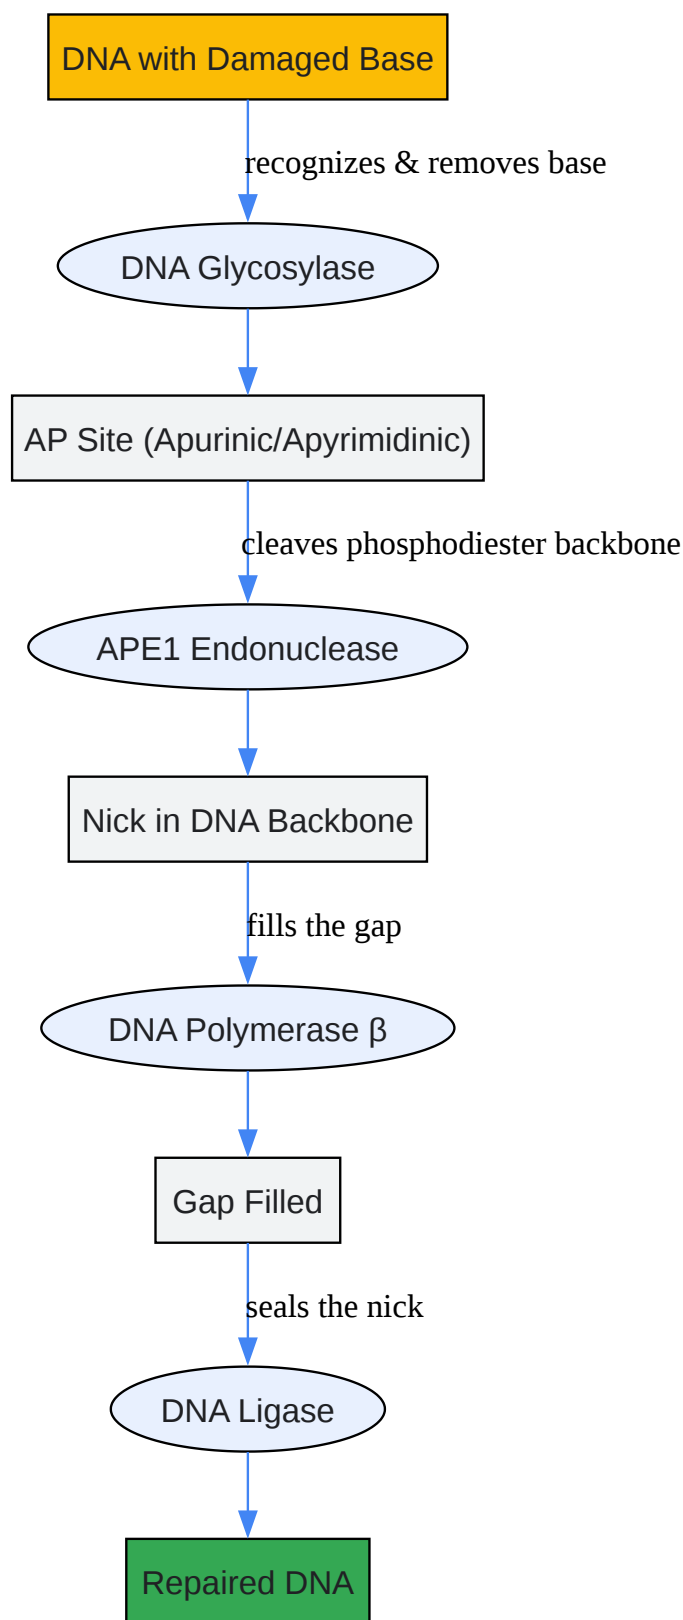 DNA with Damaged Base
recognizes & removes base
DNA Glycosylase
AP Site (Apurinic/Apyrimidinic)
cleaves phosphodiester backbone
APE1 Endonuclease
Nick in DNA Backbone
fills the gap
DNA Polymerase β
Gap Filled
seals the nick
DNA Ligase
Repaired DNA